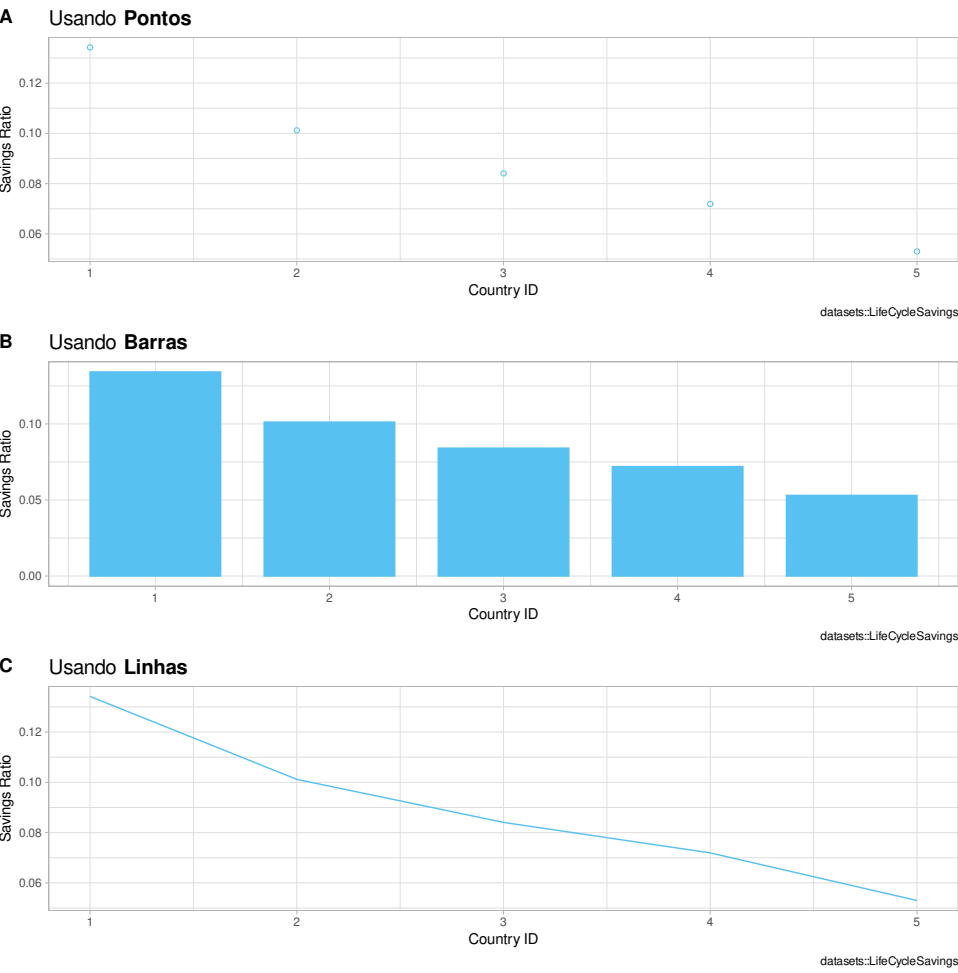 A Usando Pontos
Savings Ratio
0.12
0.10
0.08
0.06
1 2 3 4 5
Country ID
datasets::LifeCycleSavings
B Usando Barras
Savings Ratio
0.10
0.05
0.00
1 2 3 4 5
Country ID
datasets::LifeCycleSavings
C Usando Linhas
Savings Ratio
0.12
0.10
0.08
0.06
1 2 3 4 5
Country ID
datasets::LifeCycleSavings